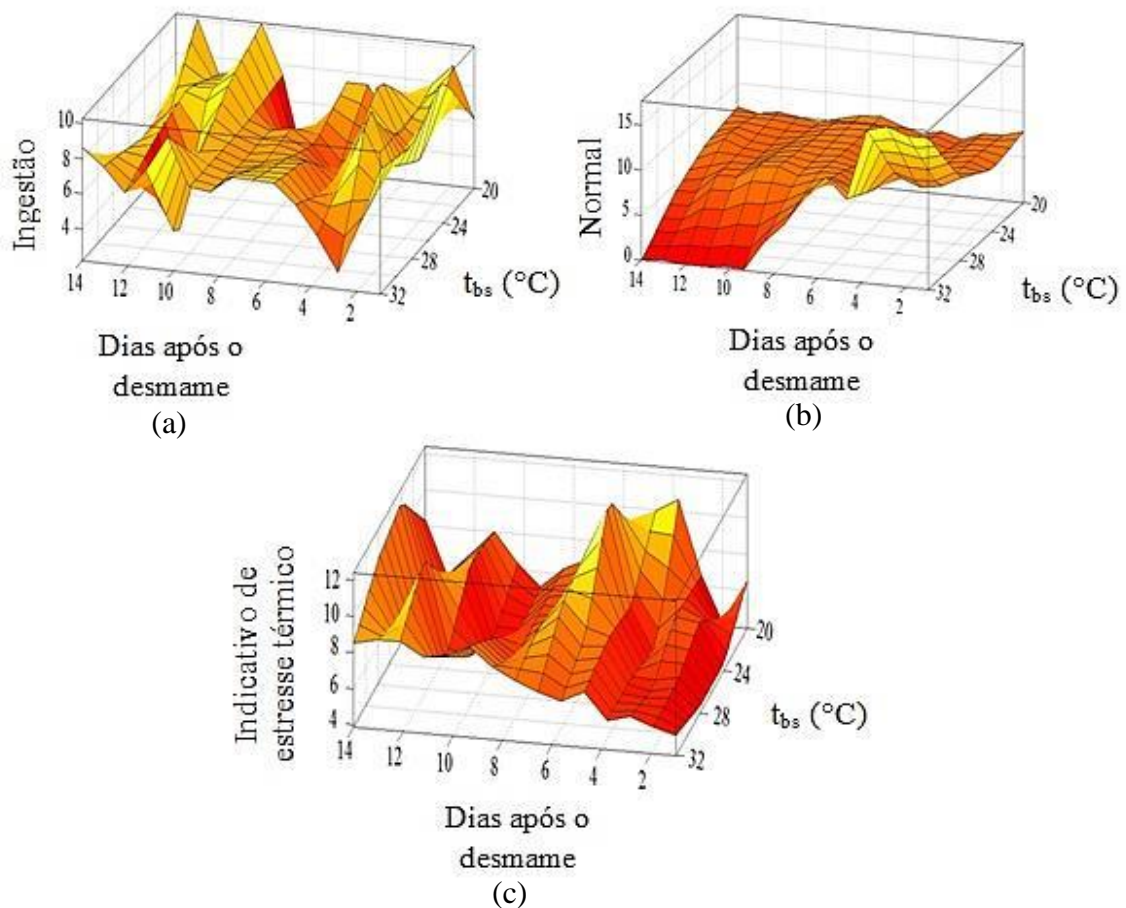 10
8
6
4
Ingestão
14
12
10
8
6
4
2
20
24
28
32
t_bs (°C)
Dias após o
desmame
(a)
15
10
5
0
Normal
14
12
10
8
6
4
2
20
24
28
32
t_bs (°C)
Dias após o
desmame
(b)
12
10
8
6
4
Indicativo de
estresse térmico
14
12
10
8
6
4
2
20
24
28
32
t_bs (°C)
Dias após o
desmame
(c)